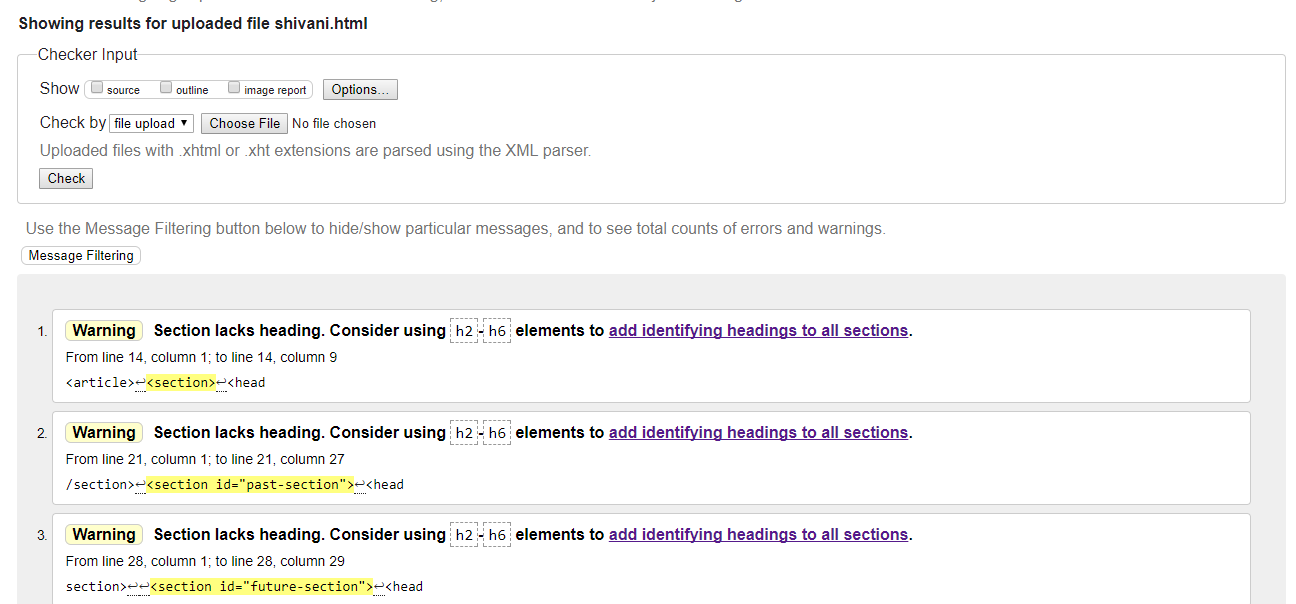 Showing results for uploaded file shivani.html
Checker Input
Show source outline image report Options...
Check by file upload ▼ Choose File No file chosen
Uploaded files with .xhtml or .xht extensions are parsed using the XML parser.
Check
Use the Message Filtering button below to hide/show particular messages, and to see total counts of errors and warnings.
Message Filtering
1. Warning Section lacks heading. Consider using h2-h6 elements to add identifying headings to all sections.
From line 14, column 1; to line 14, column 9
<article>↩<section>↩<head
2. Warning Section lacks heading. Consider using h2-h6 elements to add identifying headings to all sections.
From line 21, column 1; to line 21, column 27
/section>↩<section id="past-section">↩<head
3. Warning Section lacks heading. Consider using h2-h6 elements to add identifying headings to all sections.
From line 28, column 1; to line 28, column 29
section>↩↩<section id="future-section">↩<head